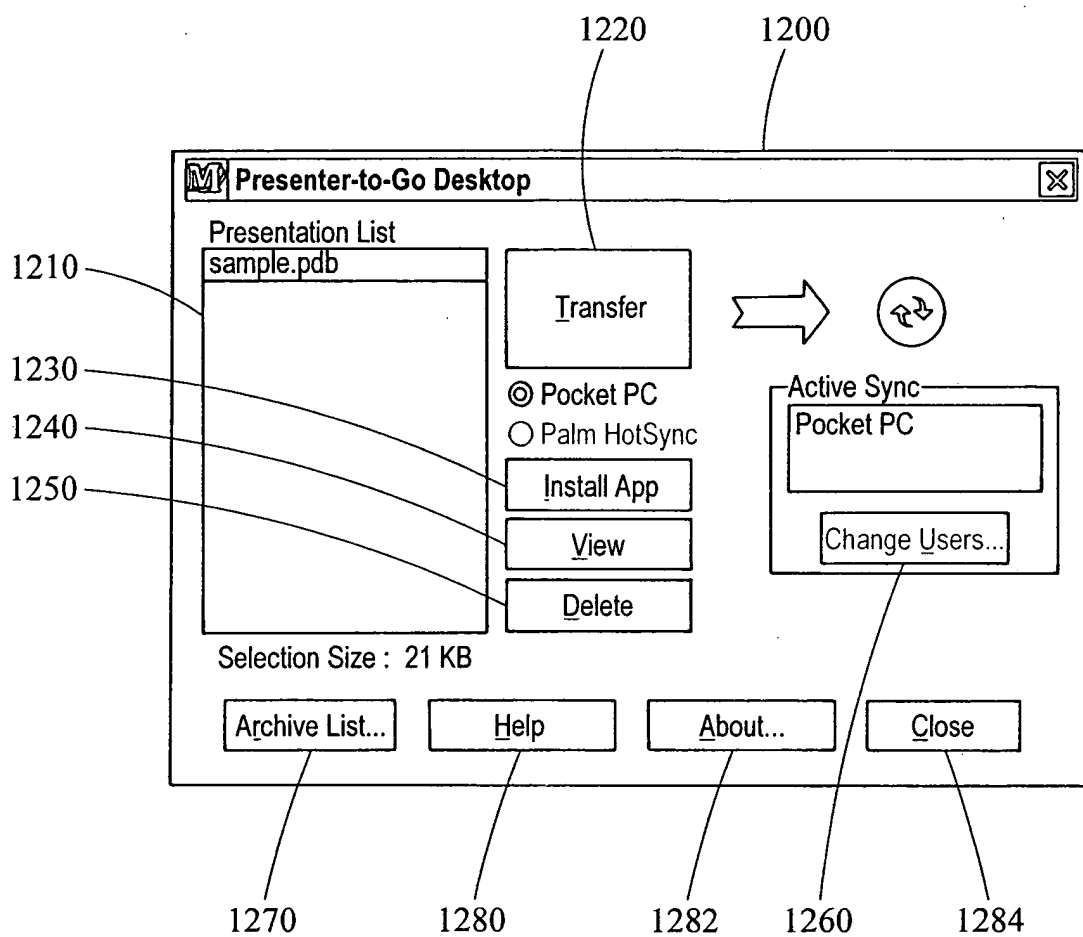 1220 1200
M Presenter-to-Go Desktop
Presentation List
sample.pdb
1210
Transfer
1230
Pocket PC
Active Sync
Pocket PC
1240
Palm HotSync
1250
Install App
View
Change Users...
Delete
Selection Size : 21 KB
Archive List... Help About... Close
1270 1280 1282 1260 1284